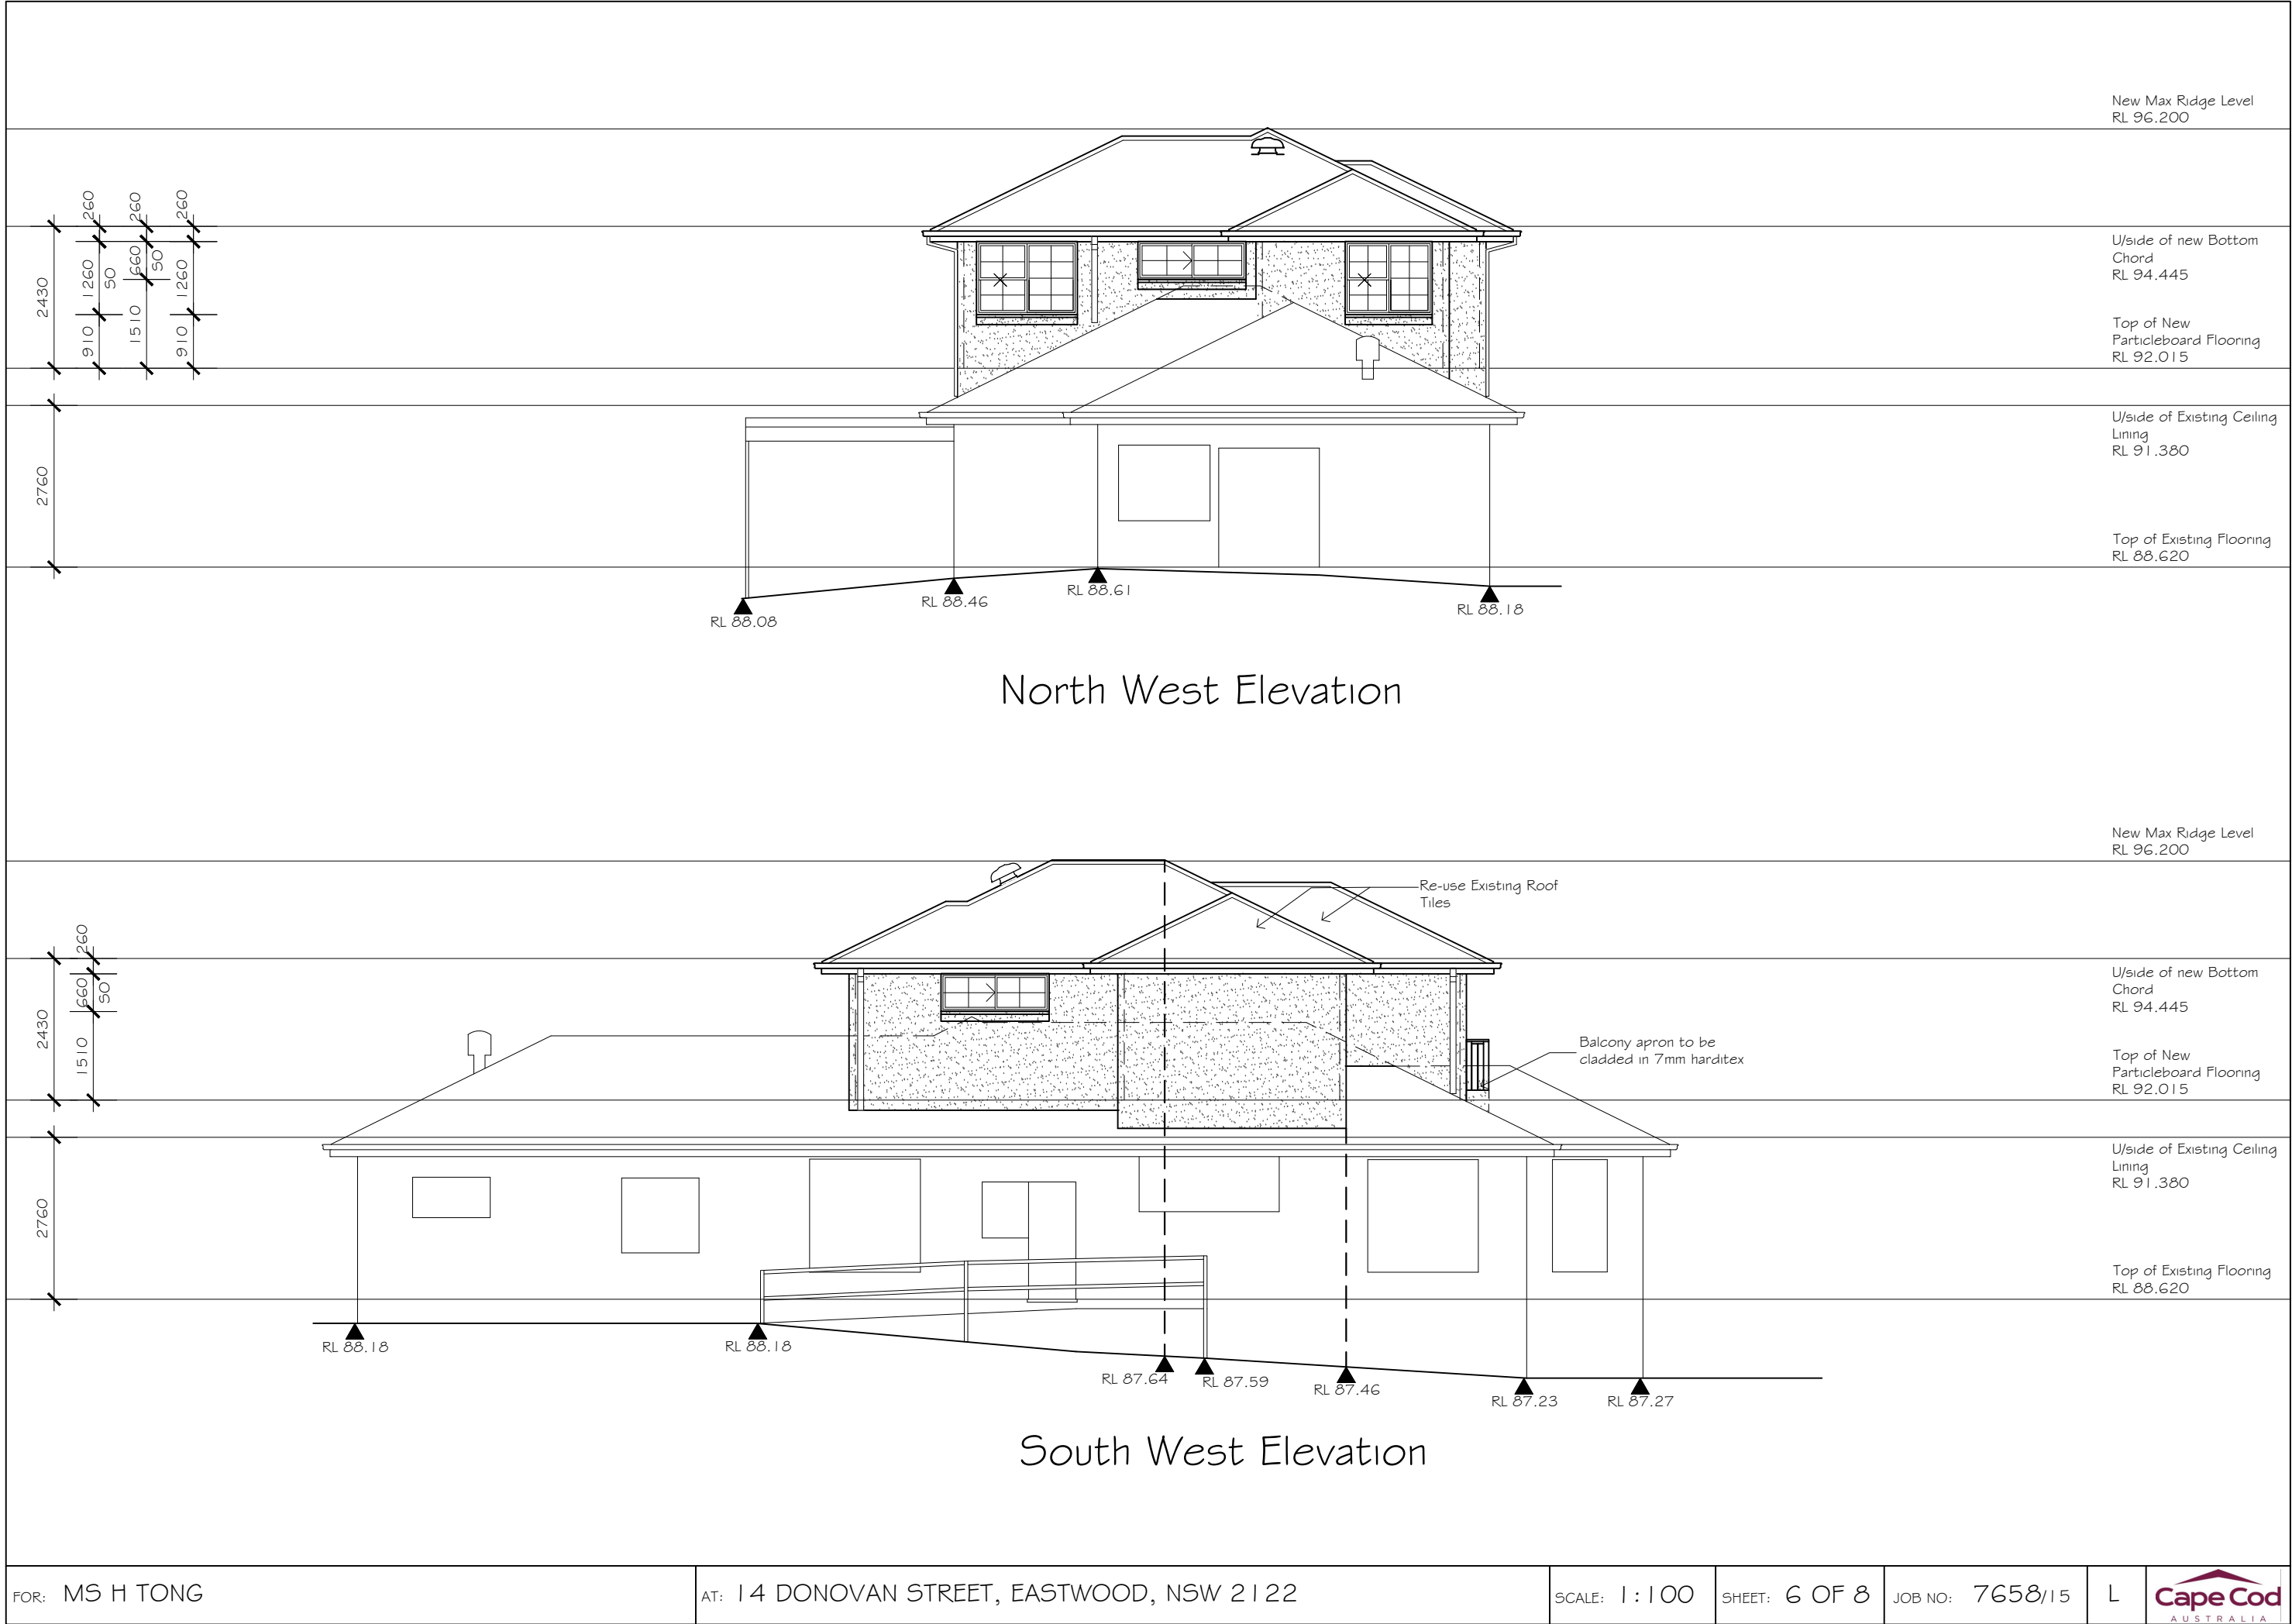 New Max Ridge Level
RL 96.200
260
260
260
2430
910
1260
50
1510
660
50
910
1260
U/side of new Bottom
Chord
RL 94.445
Top of New
Particleboard Flooring
RL 92.015
U/side of Existing Ceiling
Lining
RL 91.380
2760
Top of Existing Flooring
RL 88.620
RL 88.08
RL 88.46
RL 88.61
RL 88.18
North West Elevation
New Max Ridge Level
RL 96.200
Re-use Existing Roof
Tiles
260
2430
1510
660
50
U/side of new Bottom
Chord
RL 94.445
Balcony apron to be
cladded in 7mm harditex
Top of New
Particleboard Flooring
RL 92.015
U/side of Existing Ceiling
Lining
RL 91.380
2760
Top of Existing Flooring
RL 88.620
RL 88.18
RL 88.18
RL 87.64
RL 87.59
RL 87.46
RL 87.23
RL 87.27
South West Elevation
FOR: MS H TONG
AT: 14 DONOVAN STREET, EASTWOOD, NSW 2122
SCALE: 1:100
SHEET: 6 OF 8
JOB NO: 7658/15
L
Cape Cod
AUSTRALIA